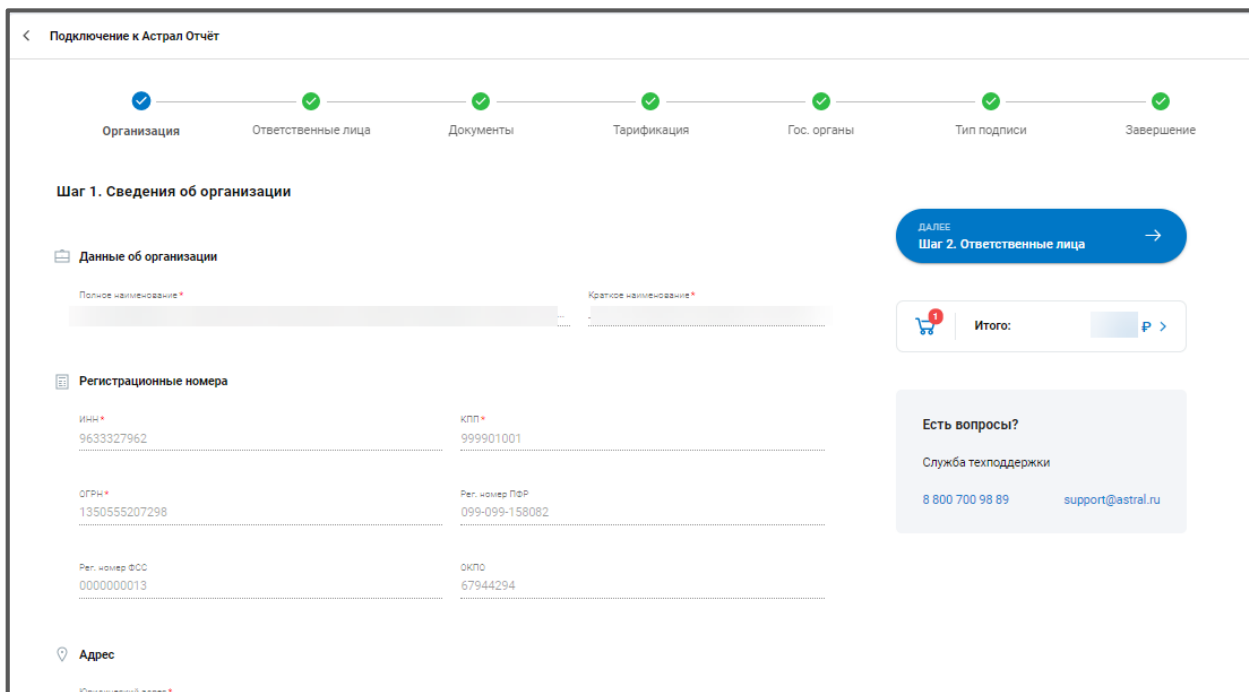 Подключение к Астрал Отчёт
Организация Ответственные лица Документы Тарификация Гос. органы Тип подписи Завершение
Шаг 1. Сведения об организации
ДАЛЕЕ
Шаг 2. Ответственные лица
Данные об организации
Полное наименование* Краткое наименование*
1
Итого: ₽
Регистрационные номера
ИНН* КПП*
9633327962 999901001
Есть вопросы?
Служба техподдержки
ОГРН* Рег. номер ПФР
1350555207298 099-099-158082
8 800 700 98 89 support@astral.ru
Рег. номер ФСС ОКПО
0000000013 67944294
Адрес
Юридический адрес*